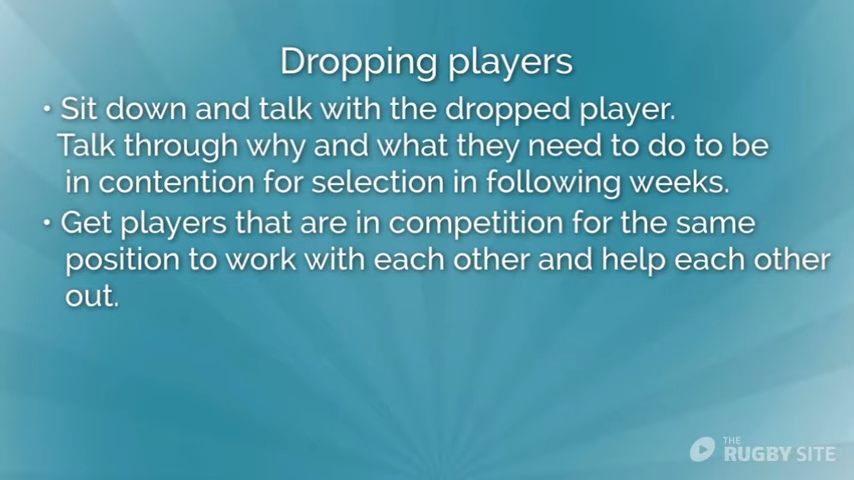 Dropping players
• Sit down and talk with the dropped player.
Talk through why and what they need to do to be
in contention for selection in following weeks.
• Get players that are in competition for the same
position to work with each other and help each other
out.
THE
RUGBY SITE